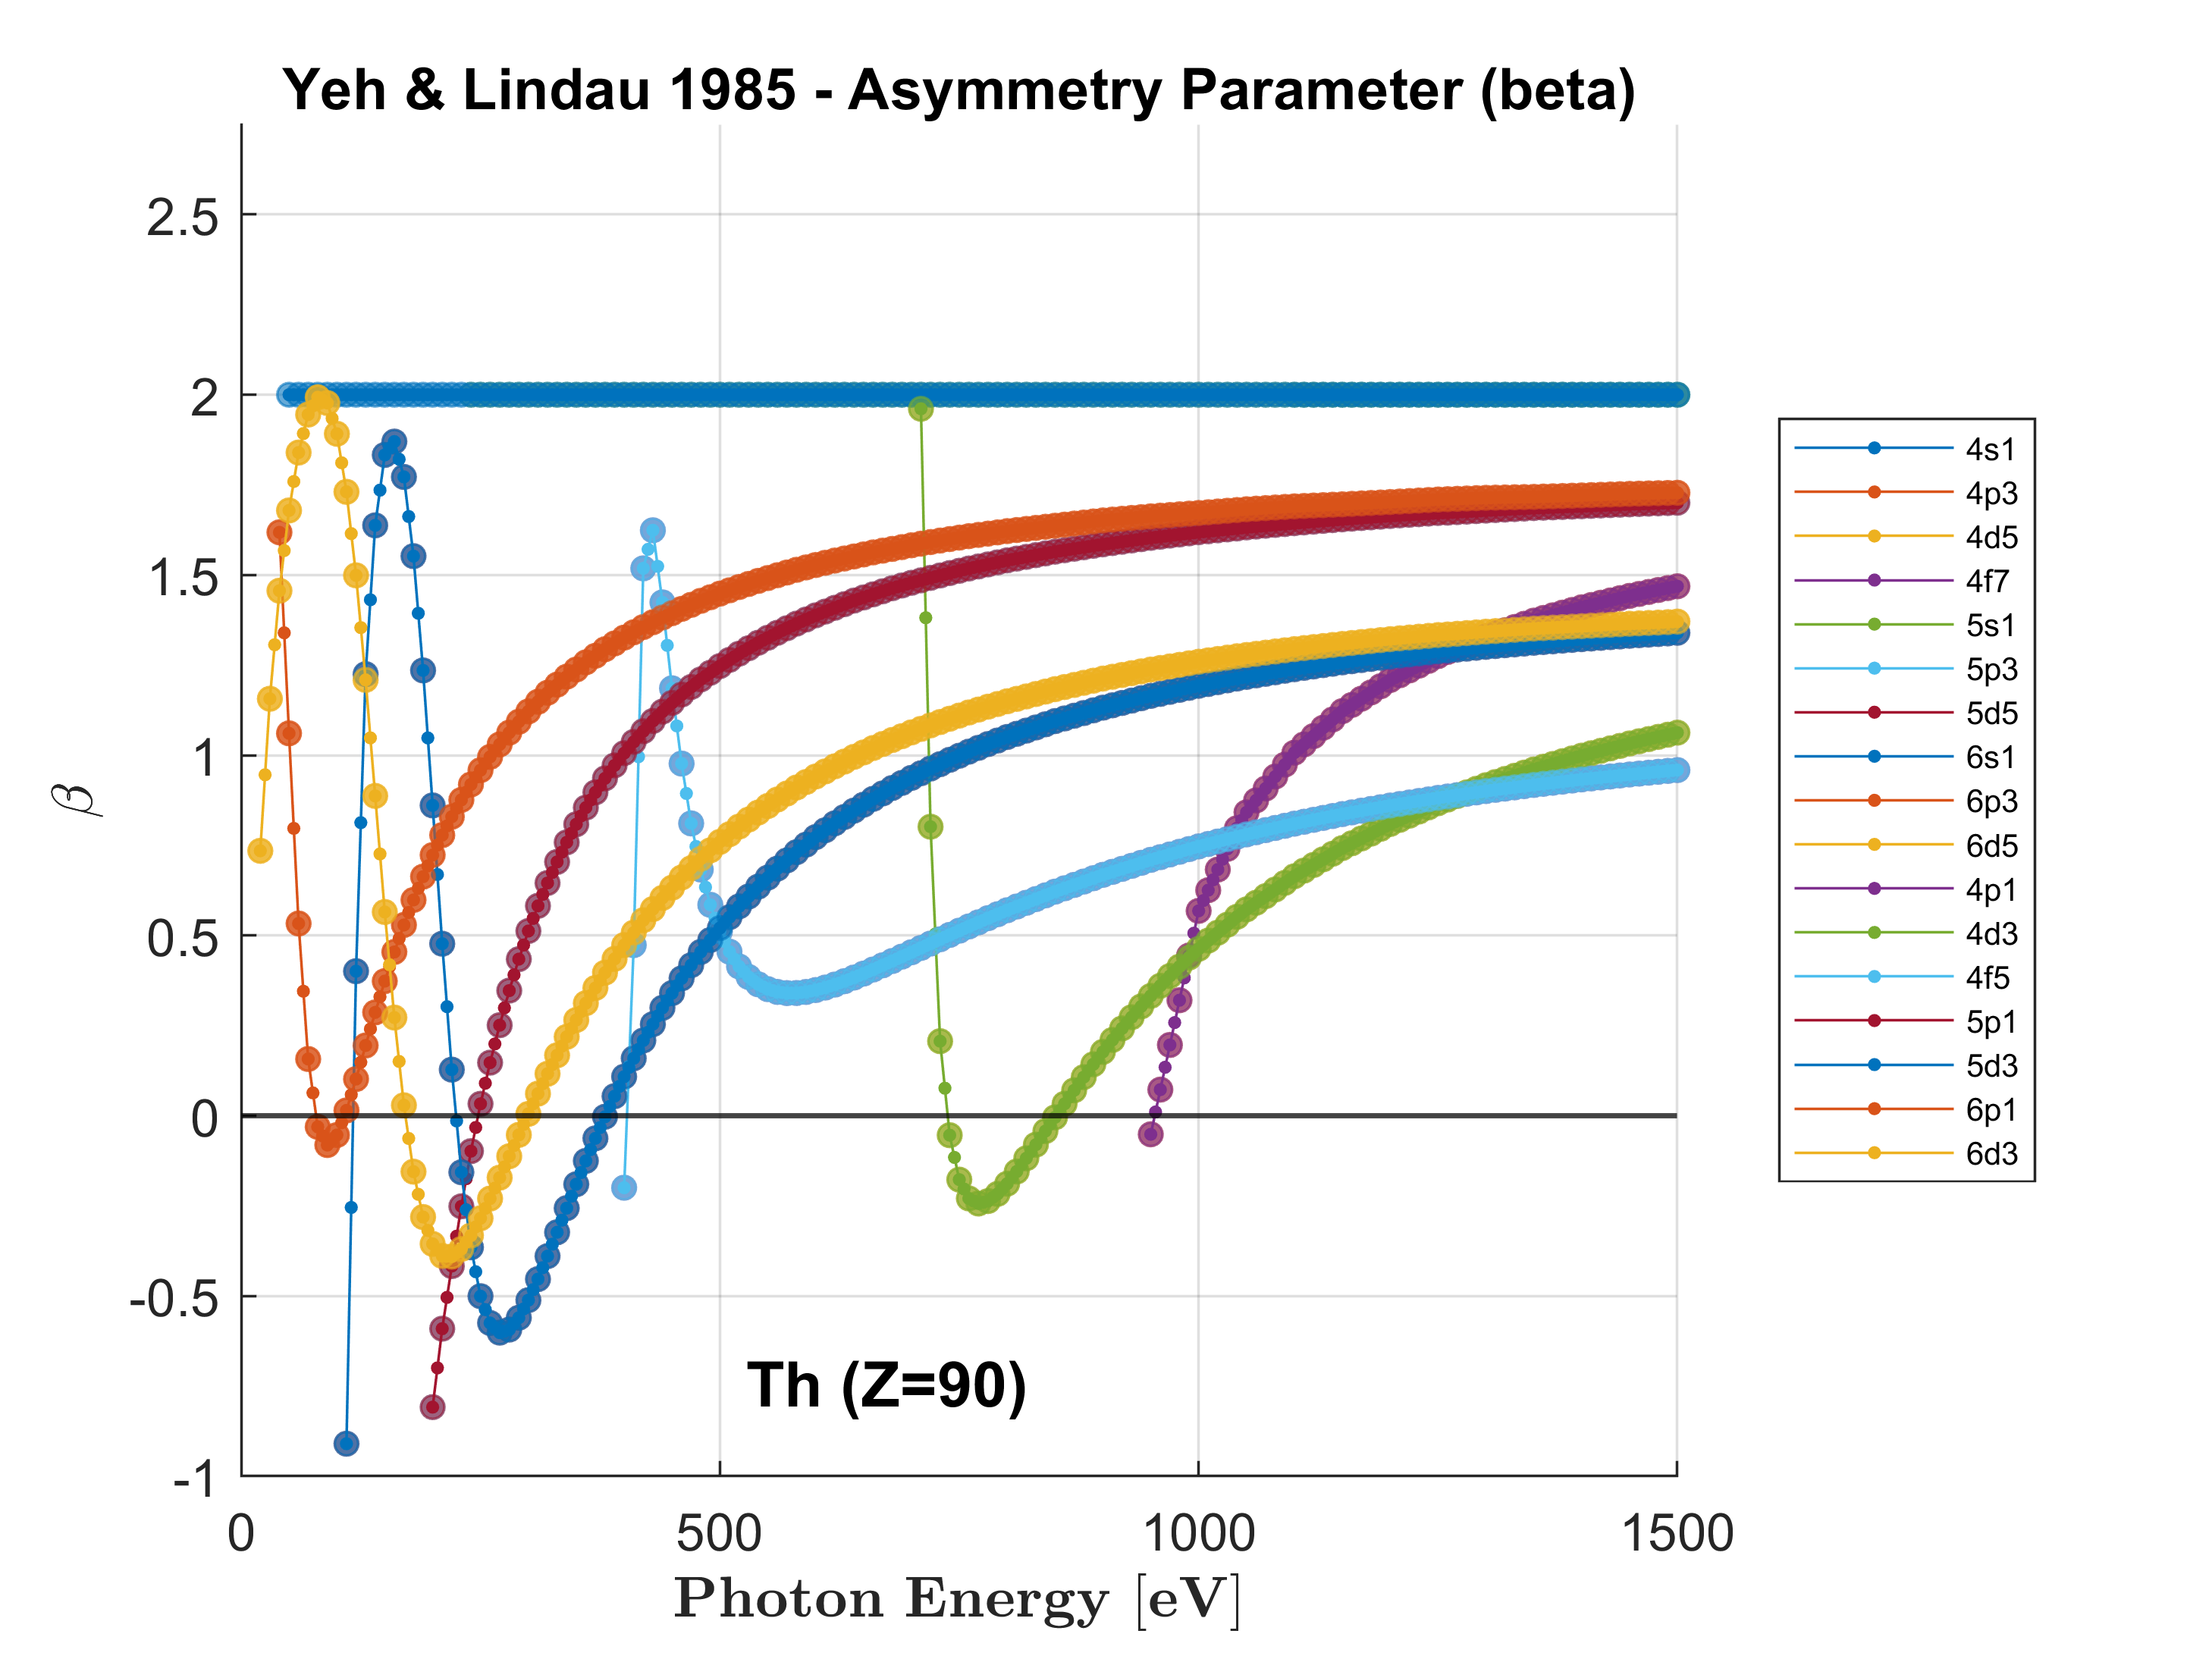 Yeh & Lindau 1985 - Asymmetry Parameter (beta)
2.5
2
1.5
1
0.5
0
-0.5
-1
β
0 500 1000 1500
Photon Energy [eV]
Th (Z=90)
4s1
4p3
4d5
4f7
5s1
5p3
5d5
6s1
6p3
6d5
4p1
4d3
4f5
5p1
5d3
6p1
6d3